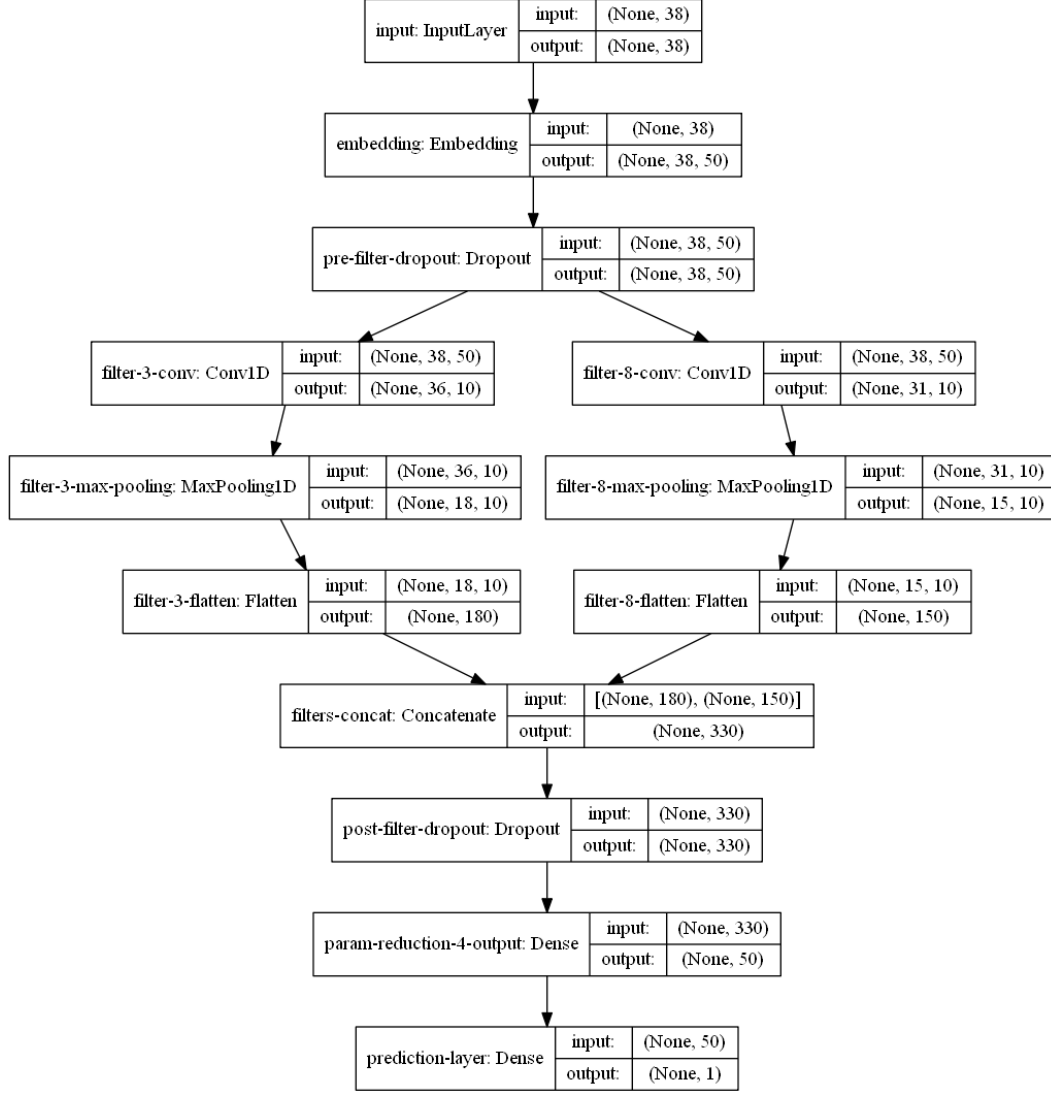 input: InputLayer
input: (None, 38)
output: (None, 38)
embedding: Embedding
input: (None, 38)
output: (None, 38, 50)
pre-filter-dropout: Dropout
input: (None, 38, 50)
output: (None, 38, 50)
filter-3-conv: Conv1D
input: (None, 38, 50)
output: (None, 36, 10)
filter-8-conv: Conv1D
input: (None, 38, 50)
output: (None, 31, 10)
filter-3-max-pooling: MaxPooling1D
input: (None, 36, 10)
output: (None, 18, 10)
filter-8-max-pooling: MaxPooling1D
input: (None, 31, 10)
output: (None, 15, 10)
filter-3-flatten: Flatten
input: (None, 18, 10)
output: (None, 180)
filter-8-flatten: Flatten
input: (None, 15, 10)
output: (None, 150)
filters-concat: Concatenate
input: [(None, 180), (None, 150)]
output: (None, 330)
post-filter-dropout: Dropout
input: (None, 330)
output: (None, 330)
param-reduction-4-output: Dense
input: (None, 330)
output: (None, 50)
prediction-layer: Dense
input: (None, 50)
output: (None, 1)